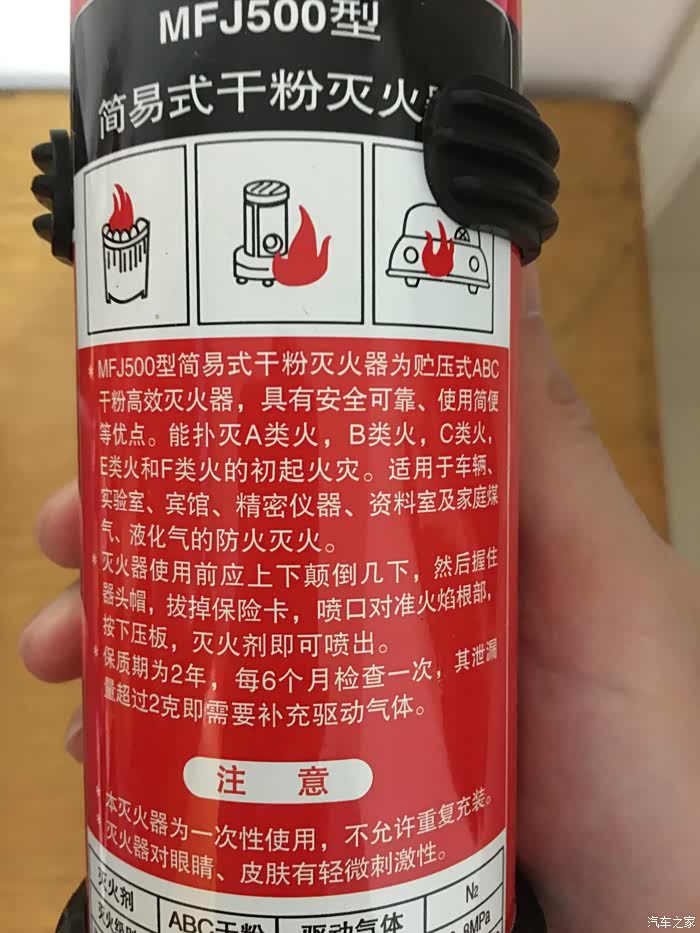 MFJ500型
简易式干粉灭火
* MFJ500型简易式干粉灭火器为贮压式ABC
干粉高效灭火器，具有安全可靠、使用简便
等优点。能扑灭A类火，B类火，C类火，
E类火和F类火的初起火灾。适用于车辆、
实验室、宾馆、精密仪器、资料室及家庭煤
气、液化气的防火灭火。
* 灭火器使用前应上下颠倒几下，然后握住
器头帽，拔掉保险卡，喷口对准火焰根部，
按下压板，灭火剂即可喷出。
* 保质期为2年，每6个月检查一次，其泄漏
量超过2克即需要补充驱动气体。
注 意
* 本灭火器为一次性使用，不允许重复充装。
* 灭火器对眼睛、皮肤有轻微刺激性。
灭火剂 ABC干粉 驱动气体 N₂
8MPa
汽车之家